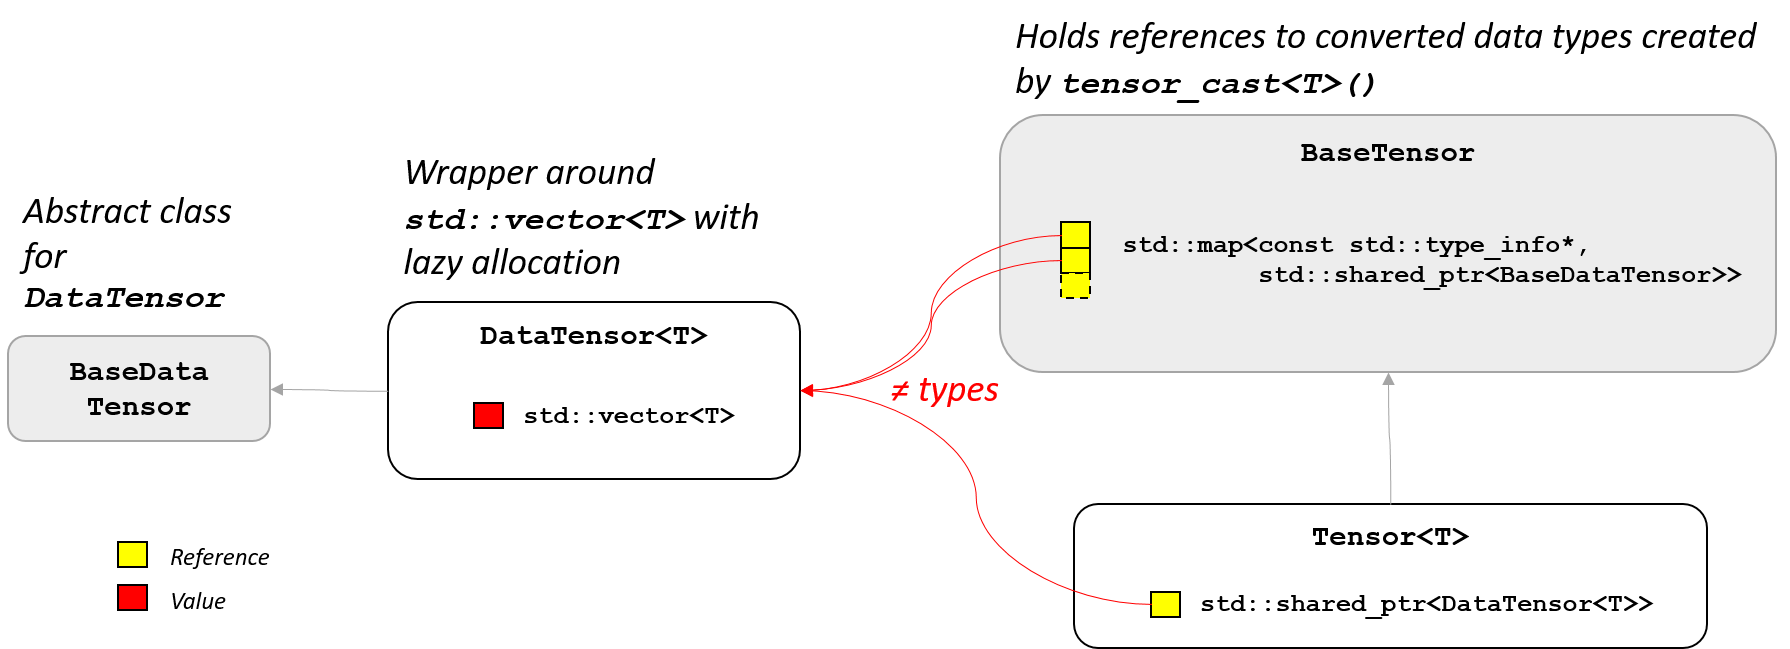 Holds references to converted data types created
by tensor_cast<T>()
BaseTensor
std::map<const std::type_info*,
std::shared_ptr<BaseDataTensor>>
Wrapper around
std::vector<T> with
lazy allocation
DataTensor<T>
std::vector<T>
Abstract class
for
DataTensor
BaseData
Tensor
≠ types
Tensor<T>
std::shared_ptr<DataTensor<T>>
Reference
Value